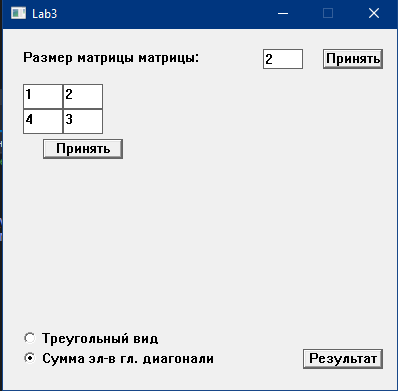 Lab3
Размер матрицы матрицы: 2 Принять
1 2
4 3
Принять
Треугольный вид
Сумма эл-в гл. диагонали Результат